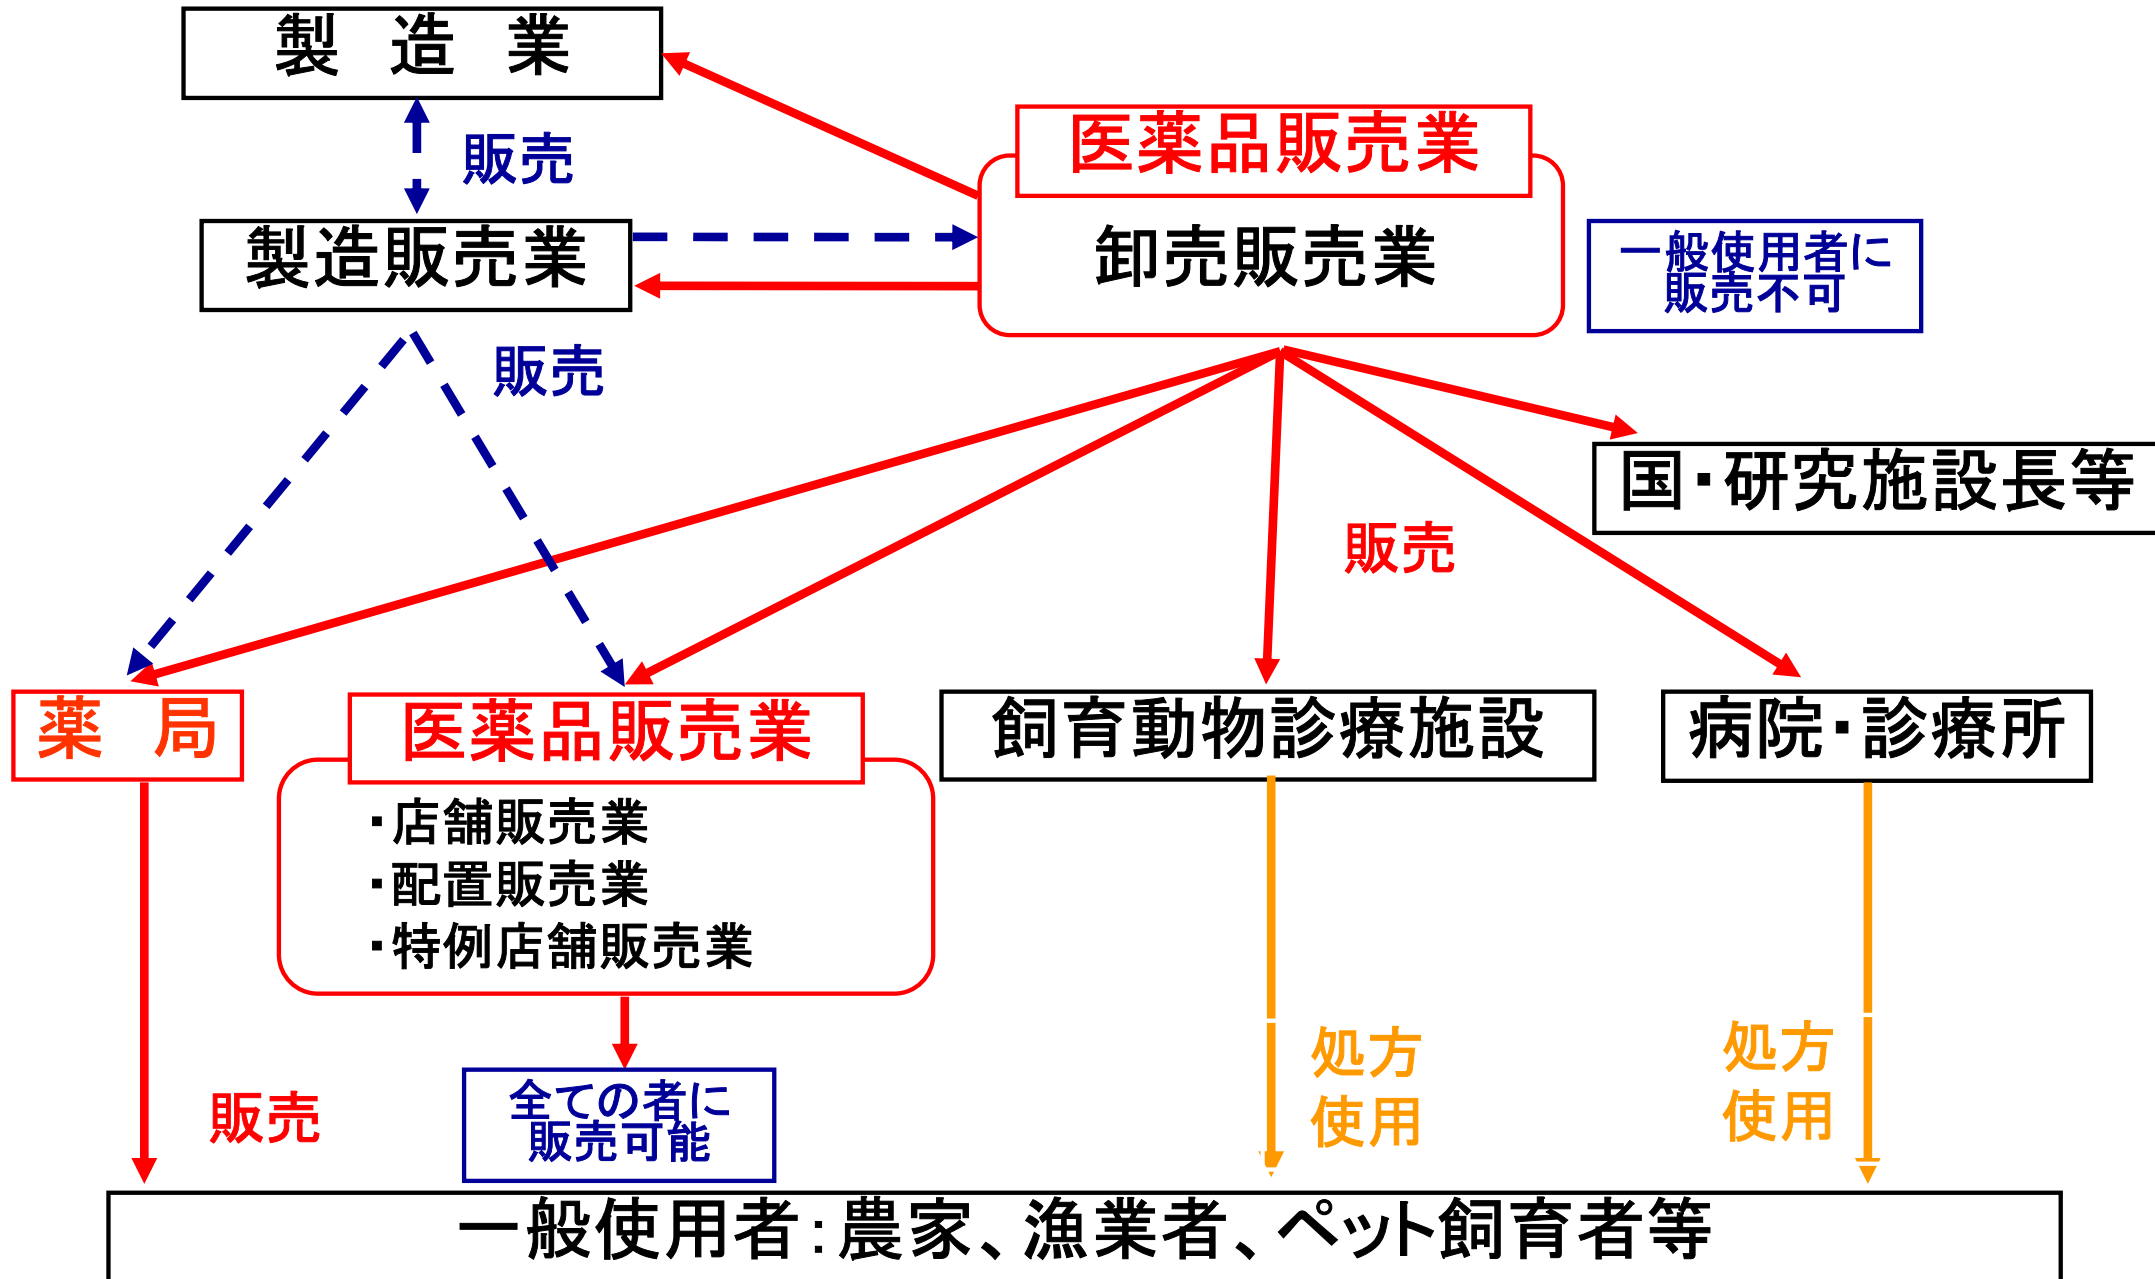 製　造　業
販売
医薬品販売業
製造販売業
卸売販売業
一般使用者に
販売不可
販売
国・研究施設長等
販売
薬　局
医薬品販売業
飼育動物診療施設
病院・診療所
・店舗販売業
・配置販売業
・特例店舗販売業
処方
使用
処方
使用
販売
全ての者に
販売可能
一般使用者：農家、漁業者、ペット飼育者等